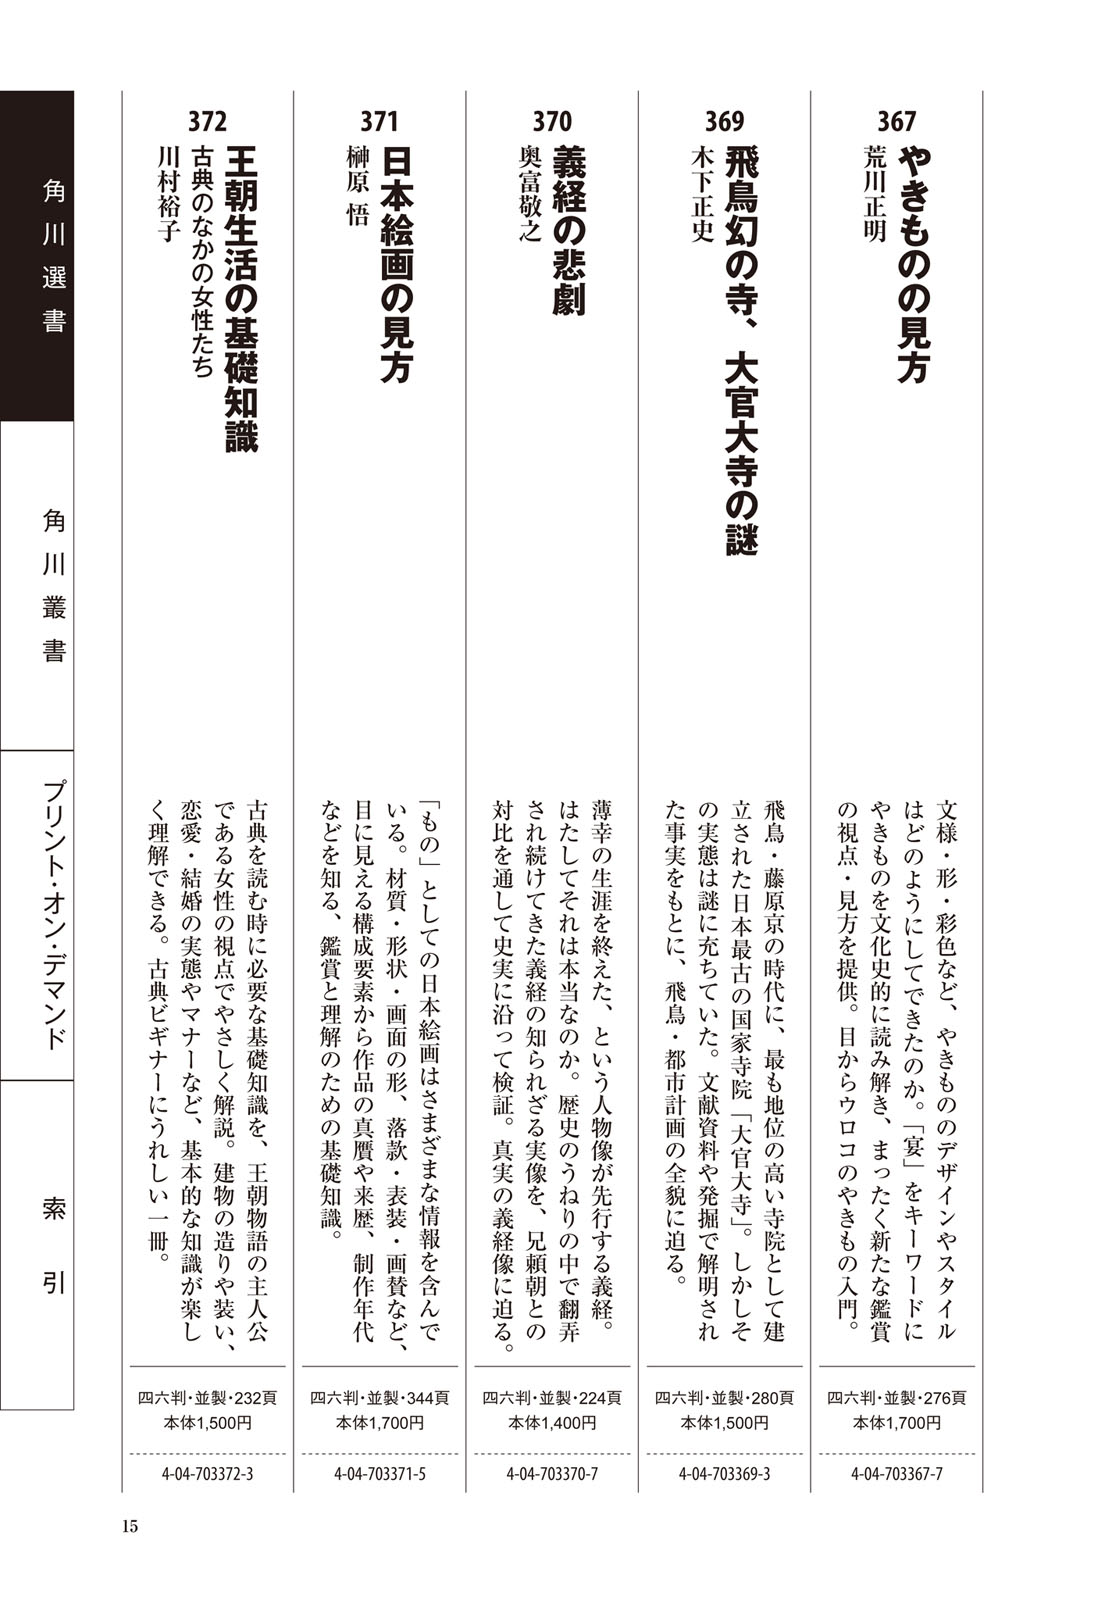 367
やきものの見方
荒川正明
文様・形・彩色など、やきもののデザインやスタイル
はどのようにしてできたのか。「宴」をキーワードに
やきものを文化史的に読み解き、まったく新たな鑑賞
の視点・見方を提供。目からウロコのやきもの入門。
四六判・並製・276頁
本体1,700円
4-04-703367-7
369
飛鳥幻の寺、大官大寺の謎
木下正史
飛鳥・藤原京の時代に、最も地位の高い寺院として建
立された日本最古の国家寺院「大官大寺」。しかしそ
の実態は謎に充ちていた。文献資料や発掘で解明され
た事実をもとに、飛鳥・都市計画の全貌に迫る。
四六判・並製・280頁
本体1,500円
4-04-703369-3
370
義経の悲劇
奥富敬之
薄幸の生涯を終えた、という人物像が先行する義経。
はたしてそれは本当なのか。歴史のうねりの中で翻弄
され続けてきた義経の知られざる実像を、兄頼朝との
対比を通して史実に沿って検証。真実の義経像に迫る。
四六判・並製・224頁
本体1,400円
4-04-703370-7
371
日本絵画の見方
榊原 悟
「もの」としての日本絵画はさまざまな情報を含んで
いる。材質・形状・画面の形、落款・表装・画賛など、
目に見える構成要素から作品の真贋や来歴、制作年代
などを知る、鑑賞と理解のための基礎知識。
四六判・並製・344頁
本体1,700円
4-04-703371-5
372
王朝生活の基礎知識
古典のなかの女性たち
川村裕子
古典を読む時に必要な基礎知識を、王朝物語の主人公
である女性の視点でやさしく解説。建物の造りや装い、
恋愛・結婚の実態やマナーなど、基本的な知識が楽し
く理解できる。古典ビギナーにうれしい一冊。
四六判・並製・232頁
本体1,500円
4-04-703372-3
角川選書
角川叢書
プリント・オン・デマンド
索引
15